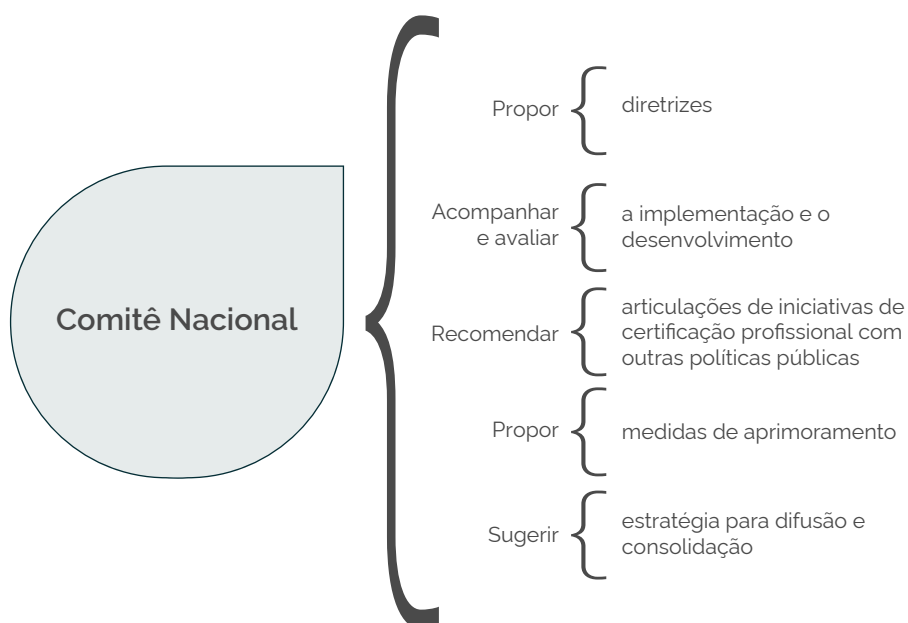 Comitê Nacional
Propor
diretrizes
Acompanhar
e avaliar
a implementação e o
desenvolvimento
Recomendar
articulações de iniciativas de
certificação profissional com
outras políticas públicas
Propor
medidas de aprimoramento
Sugerir
estratégia para difusão e
consolidação